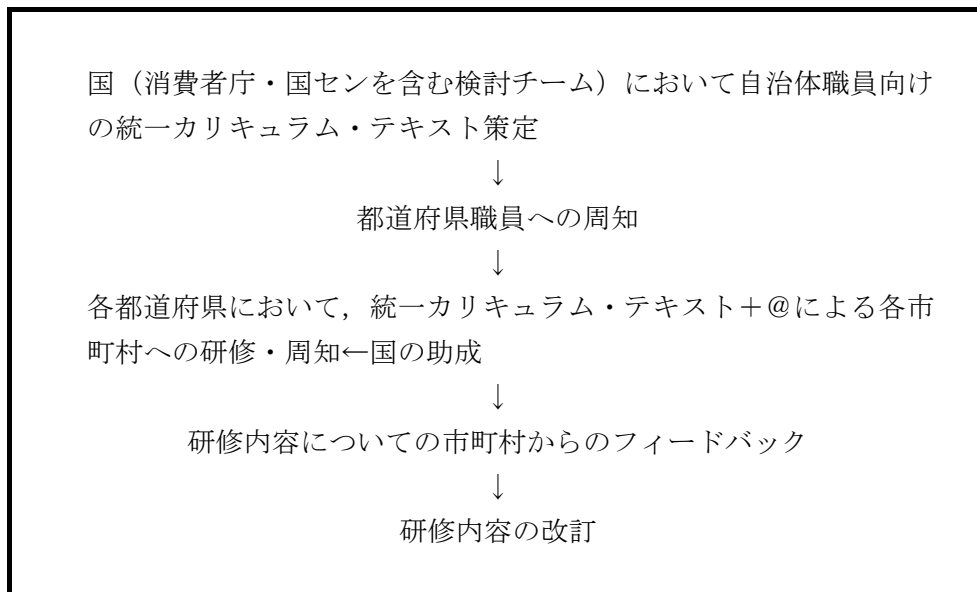 国（消費者庁・国センを含む検討チーム）において自治体職員向け
の統一カリキュラム・テキスト策定
↓
都道府県職員への周知
↓
各都道府県において，統一カリキュラム・テキスト＋＠による各市
町村への研修・周知←国の助成
↓
研修内容についての市町村からのフィードバック
↓
研修内容の改訂